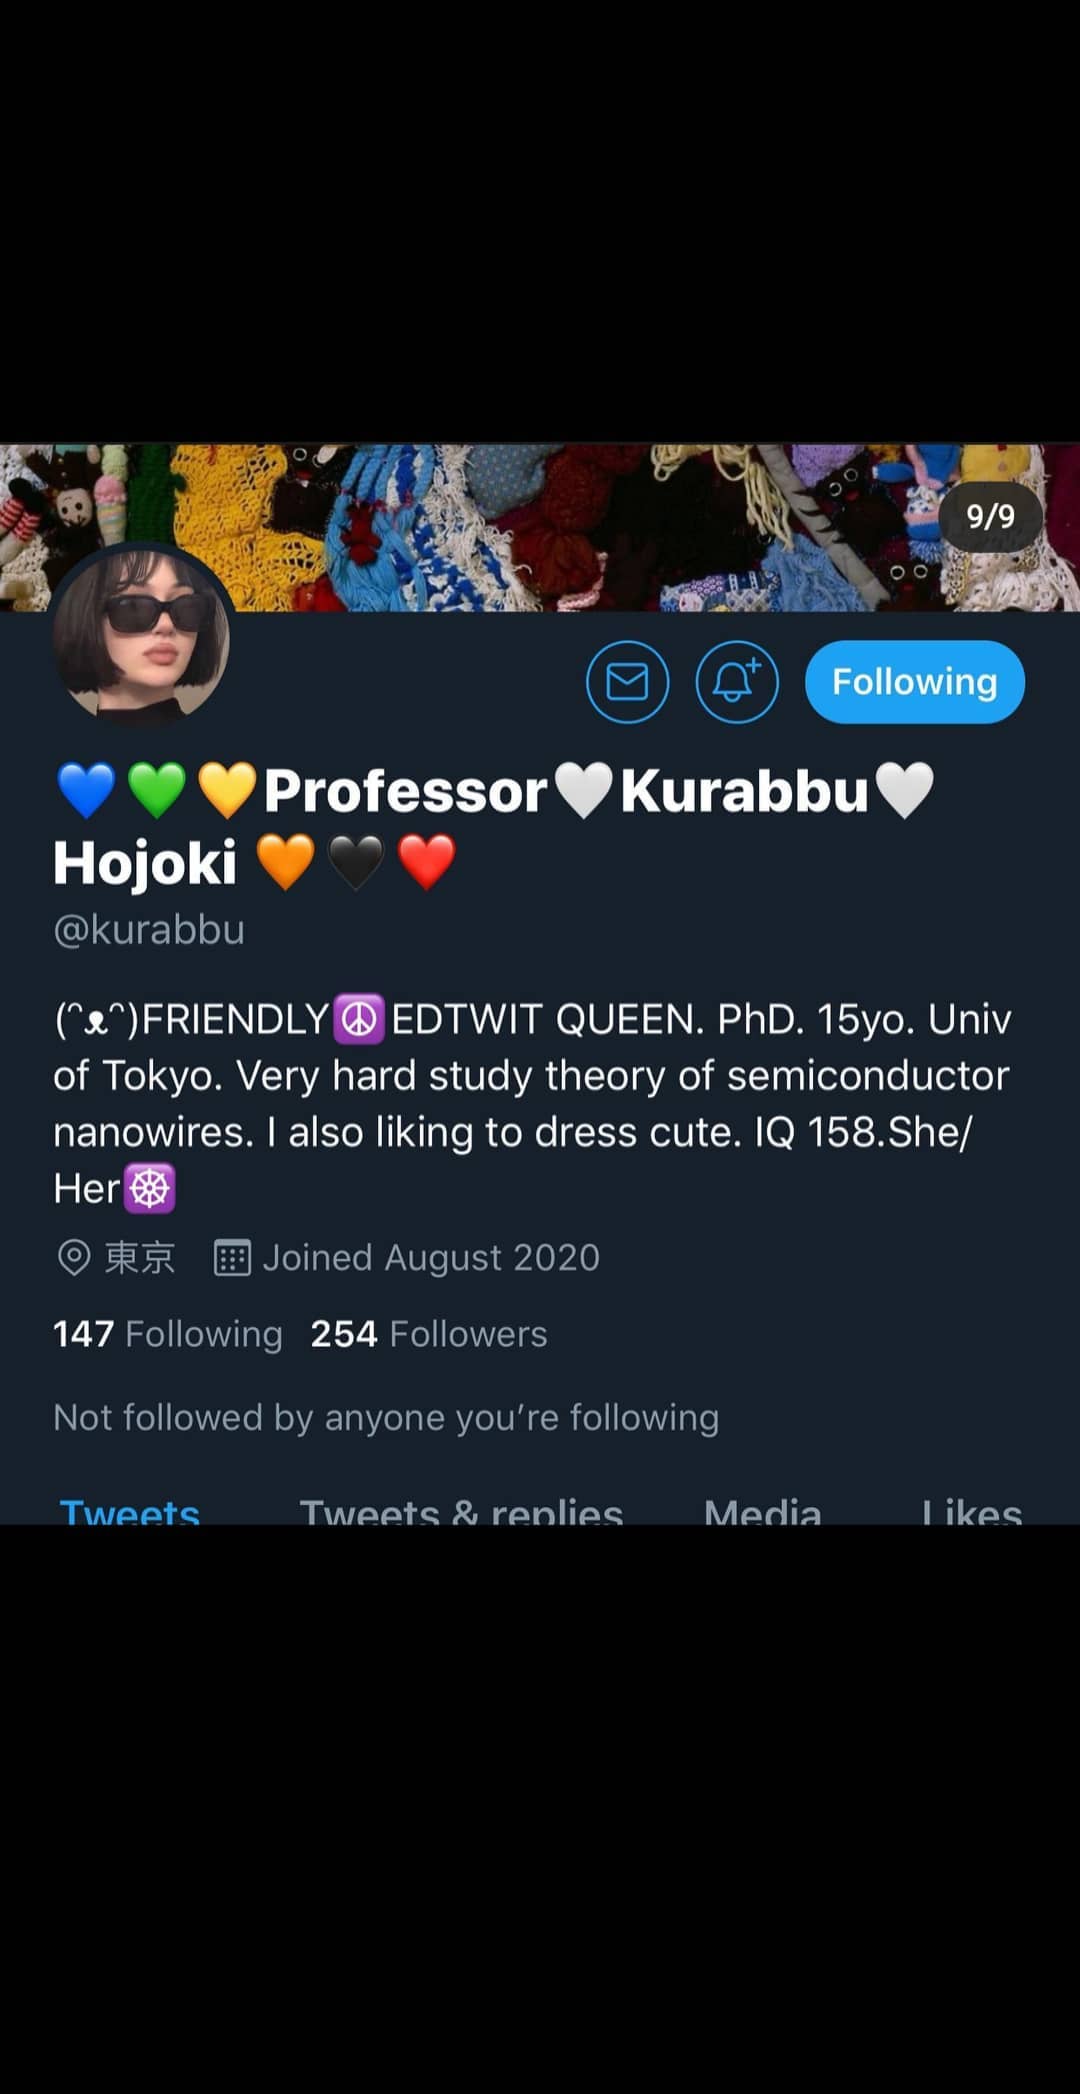 9/9
Following
💙💚💛Professor🤍Kurabbu🤍
Hojoki 🧡🖤❤️
@kurabbu
(ᵔᴥᵔ)FRIENDLY☮️EDTWIT QUEEN. PhD. 15yo. Univ
of Tokyo. Very hard study theory of semiconductor
nanowires. I also liking to dress cute. IQ 158.She/
Her☸️
東京 Joined August 2020
147 Following 254 Followers
Not followed by anyone you're following
Tweets Tweets & replies Media Likes